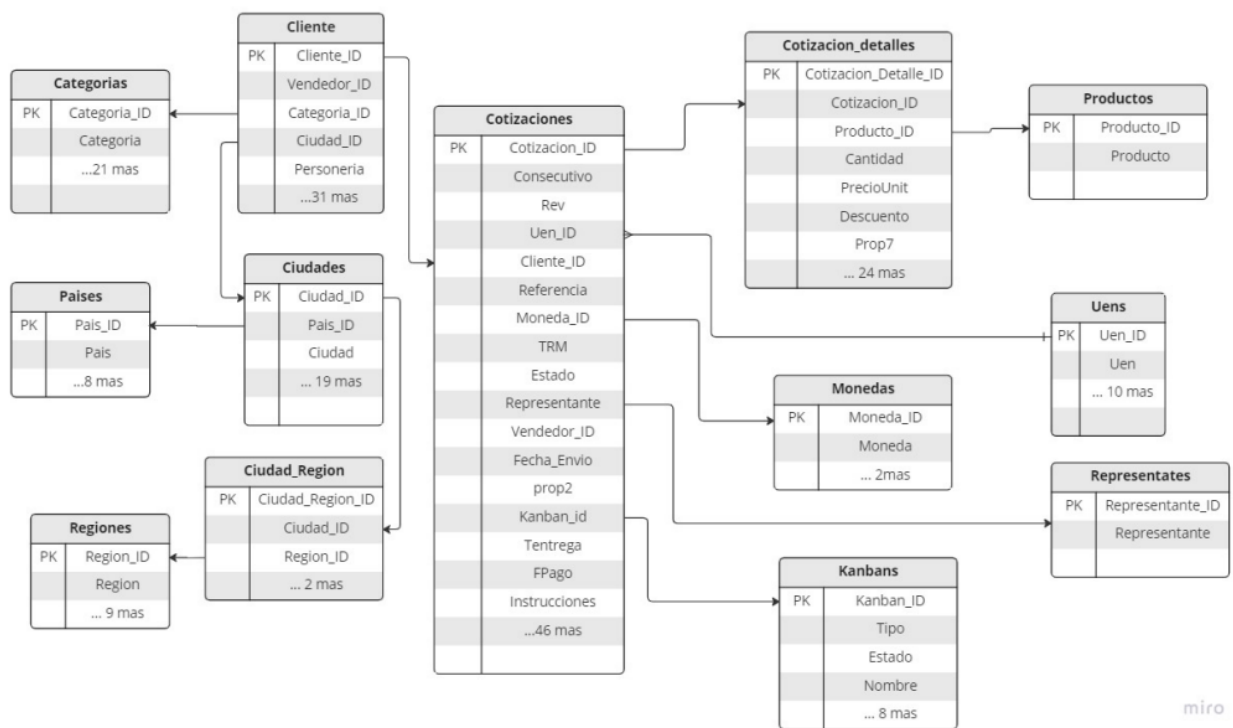 Cliente
PK Cliente_ID
Vendedor_ID
Categoria_ID
Ciudad_ID
Personeria
...31 mas
Categorias
PK Categoria_ID
Categoria
...21 mas
Paises
PK Pais_ID
Pais
...8 mas
Ciudades
PK Ciudad_ID
Pais_ID
Ciudad
... 19 mas
Ciudad_Region
PK Ciudad_Region_ID
Ciudad_ID
Region_ID
... 2 mas
Regiones
PK Region_ID
Region
... 9 mas
Cotizaciones
PK Cotizacion_ID
Consecutivo
Rev
Uen_ID
Cliente_ID
Referencia
Moneda_ID
TRM
Estado
Representante
Vendedor_ID
Fecha_Envio
prop2
Kanban_id
Tentrega
FPago
Instrucciones
...46 mas
Cotizacion_detalles
PK Cotizacion_Detalle_ID
Cotizacion_ID
Producto_ID
Cantidad
PrecioUnit
Descuento
Prop7
... 24 mas
Productos
PK Producto_ID
Producto
Uens
PK Uen_ID
Uen
... 10 mas
Monedas
PK Moneda_ID
Moneda
... 2mas
Representates
PK Representante_ID
Representante
Kanbans
PK Kanban_ID
Tipo
Estado
Nombre
... 8 mas
miro